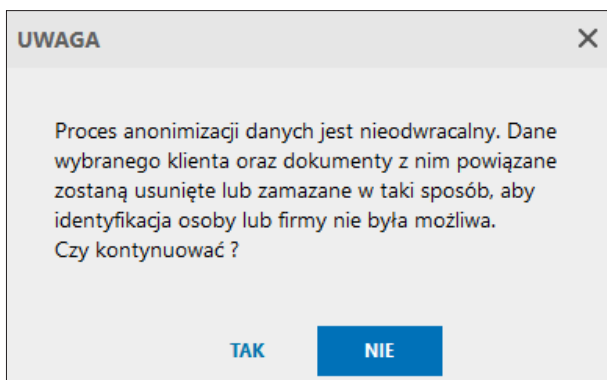 UWAGA
Proces anonimizacji danych jest nieodwracalny. Dane
wybranego klienta oraz dokumenty z nim powiązane
zostaną usunięte lub zamazane w taki sposób, aby
identyfikacja osoby lub firmy nie była możliwa.
Czy kontynuować ?
TAK NIE